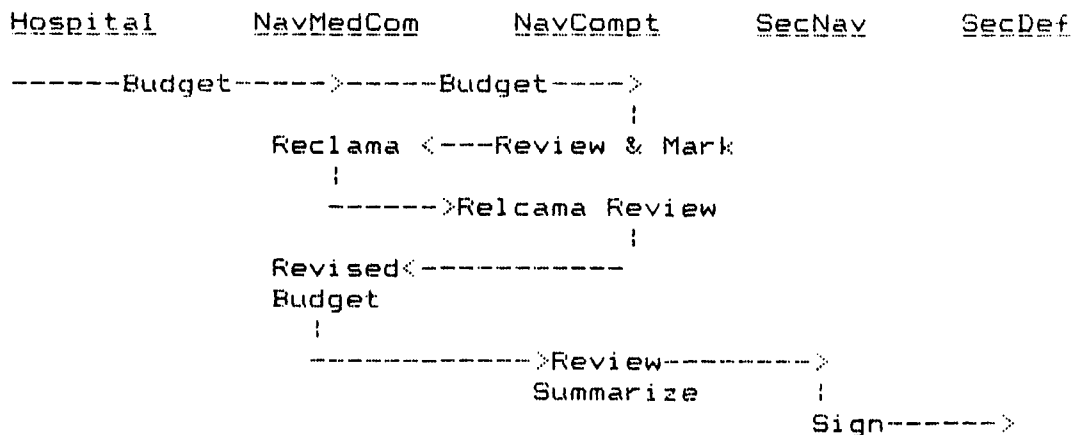 Hospital NavMedCom NavCompt SecNav SecDef
------Budget------>-----Budget---->
Reclama <---Review & Mark
------>Relcama Review
Revised<------------
Budget
------------->Review--------->
Summarize
Sign------>